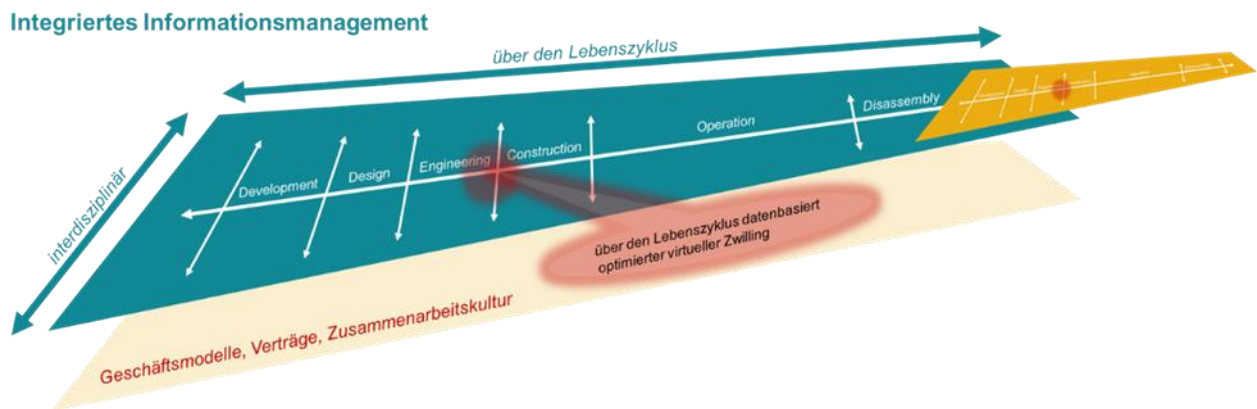 Integriertes Informationsmanagement
über den Lebenszyklus
interdisziplinär
Development
Design
Engineering
Construction
Operation
Disassembly
über den Lebenszyklus datenbasiert
optimierter virtueller Zwilling
Geschäftsmodelle, Verträge, Zusammenarbeitskultur